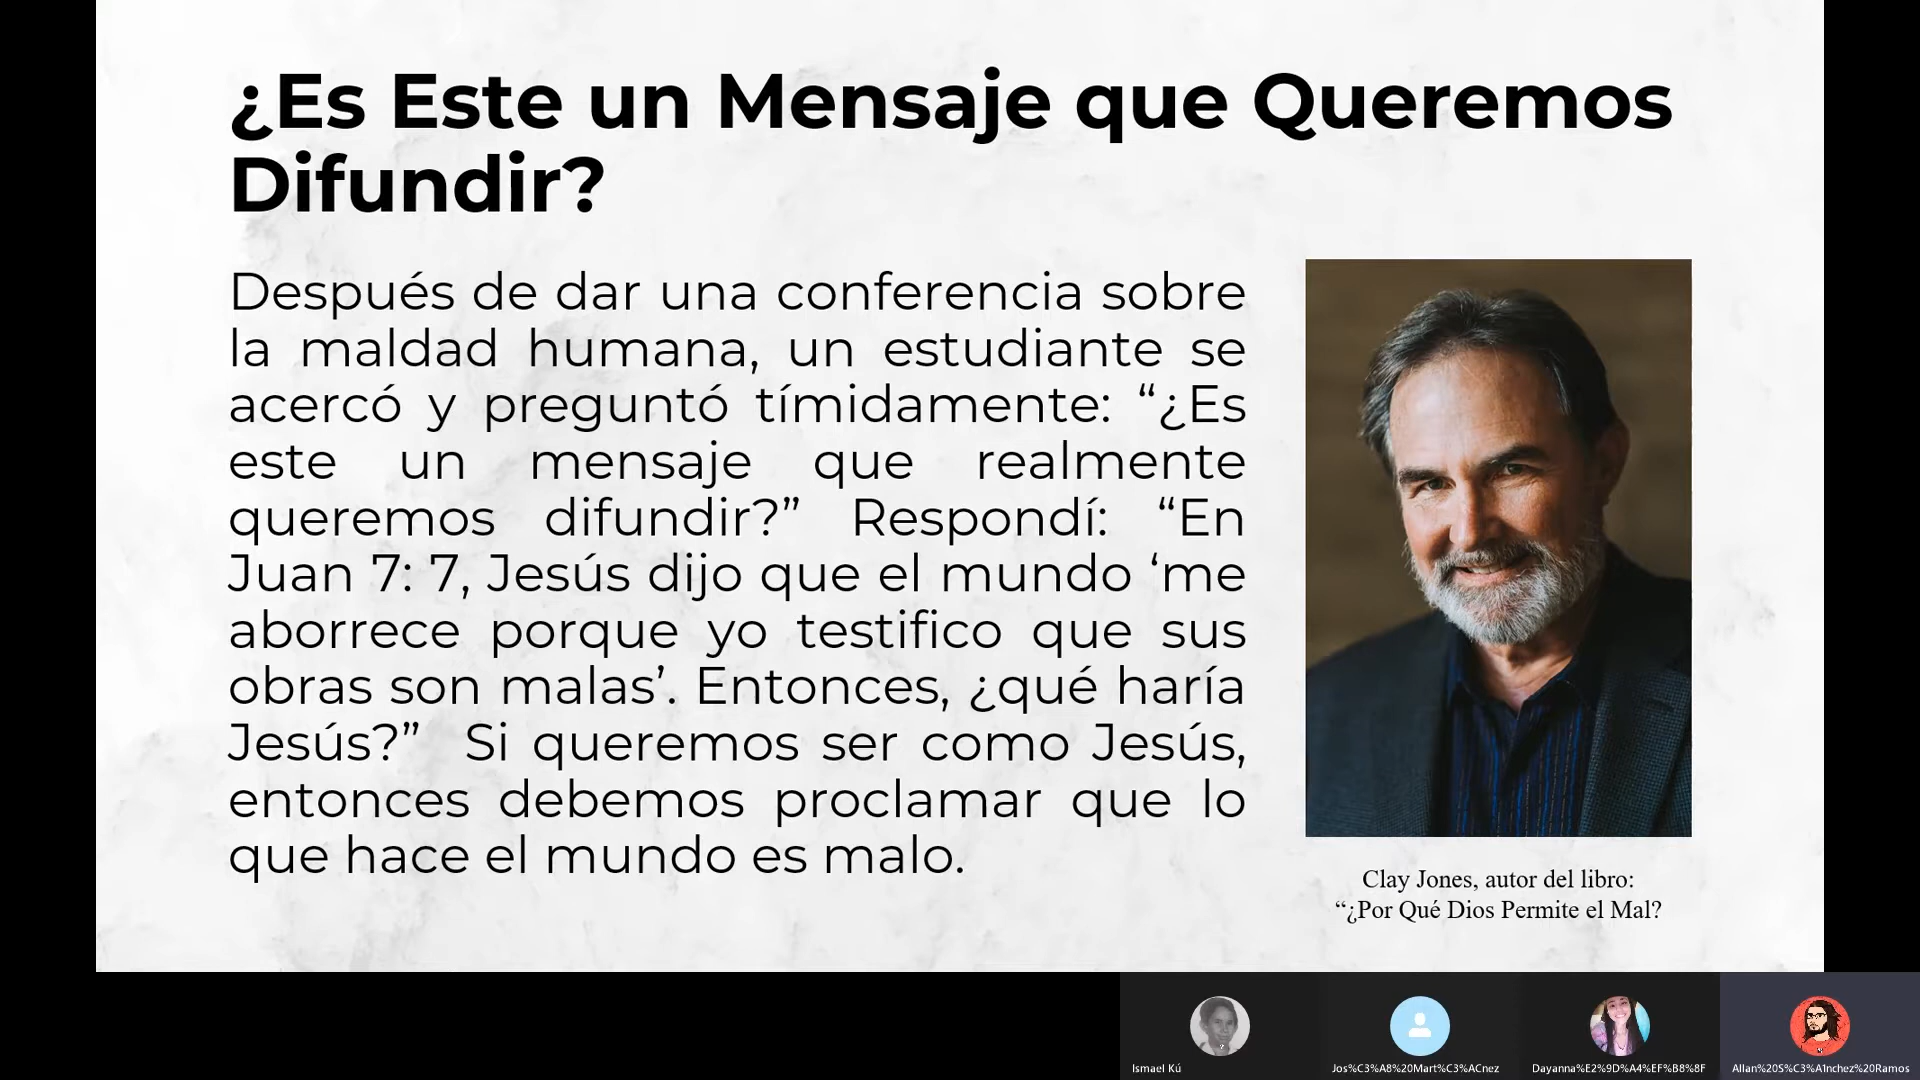 ¿Es Este un Mensaje que Queremos
Difundir?
Después de dar una conferencia sobre
la maldad humana, un estudiante se
acercó y preguntó tímidamente: “¿Es
este un mensaje que realmente
queremos difundir?” Respondí: “En
Juan 7: 7, Jesús dijo que el mundo ‘me
aborrece porque yo testifico que sus
obras son malas’. Entonces, ¿qué haría
Jesús?”  Si queremos ser como Jesús,
entonces debemos proclamar que lo
que hace el mundo es malo.
Clay Jones, autor del libro:
“¿Por Qué Dios Permite el Mal?
Ismael Kú
Jos%C3%A8%20Mart%C3%ACnez
Dayanna%E2%9D%A4%EF%B8%8F
Allan%20S%C3%A1nchez%20Ramos